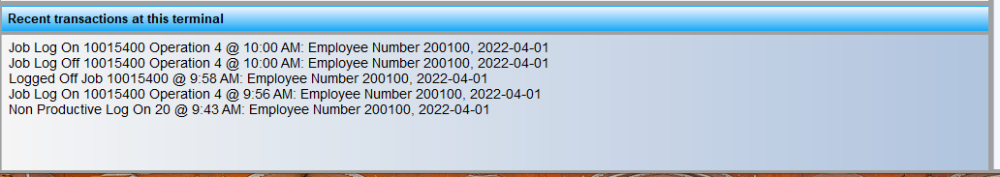 Recent transactions at this terminal
Job Log On 10015400 Operation 4 @ 10:00 AM: Employee Number 200100, 2022-04-01
Job Log Off 10015400 @ 10:00 AM: Employee Number 200100, 2022-04-01
Logged Off Job 10015400 @ 9:58 AM: Employee Number 200100, 2022-04-01
Job Log On 10015400 Operation 4 @ 9:56 AM: Employee Number 200100, 2022-04-01
Non Productive Log On 20 @ 9:43 AM: Employee Number 200100, 2022-04-01